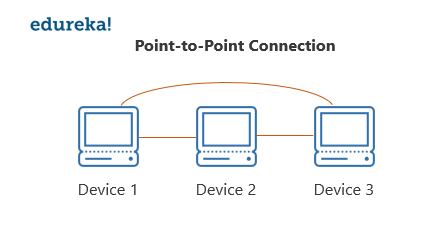 edureka!
Point-to-Point Connection
Device 1
Device 2
Device 3